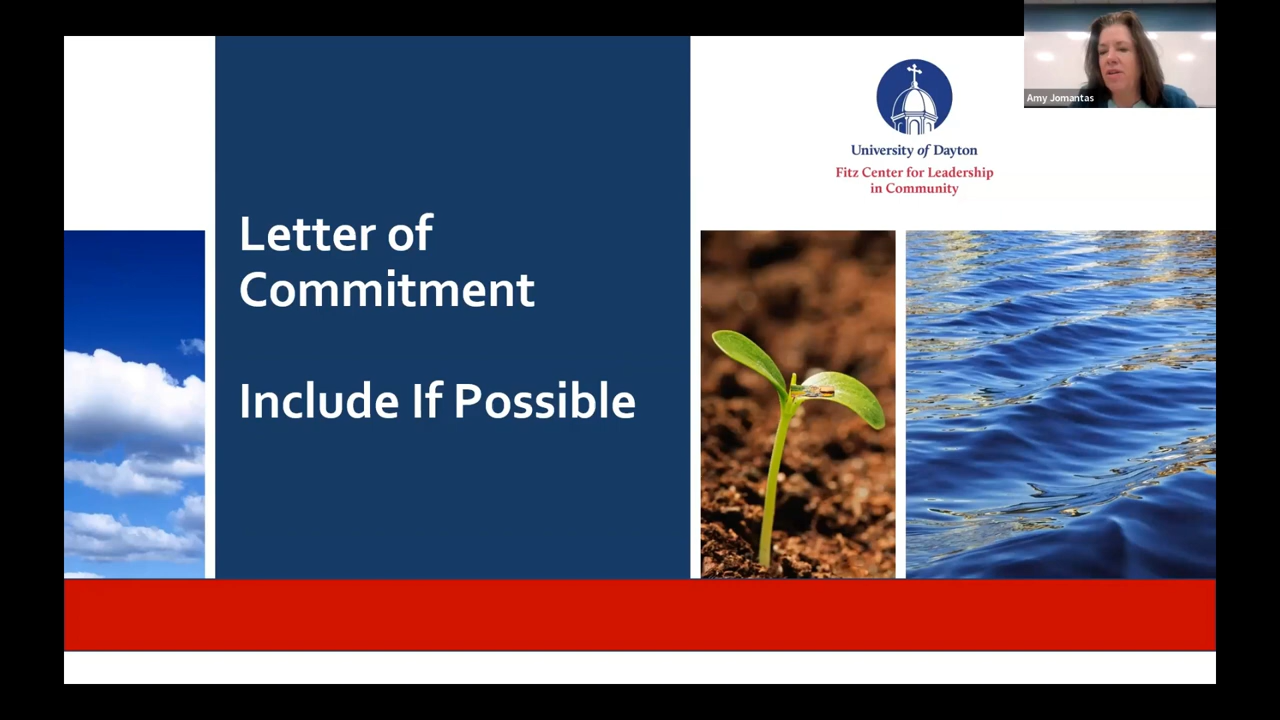 Amy Jomantas
University of Dayton
Fitz Center for Leadership
in Community
Letter of
Commitment
Include If Possible